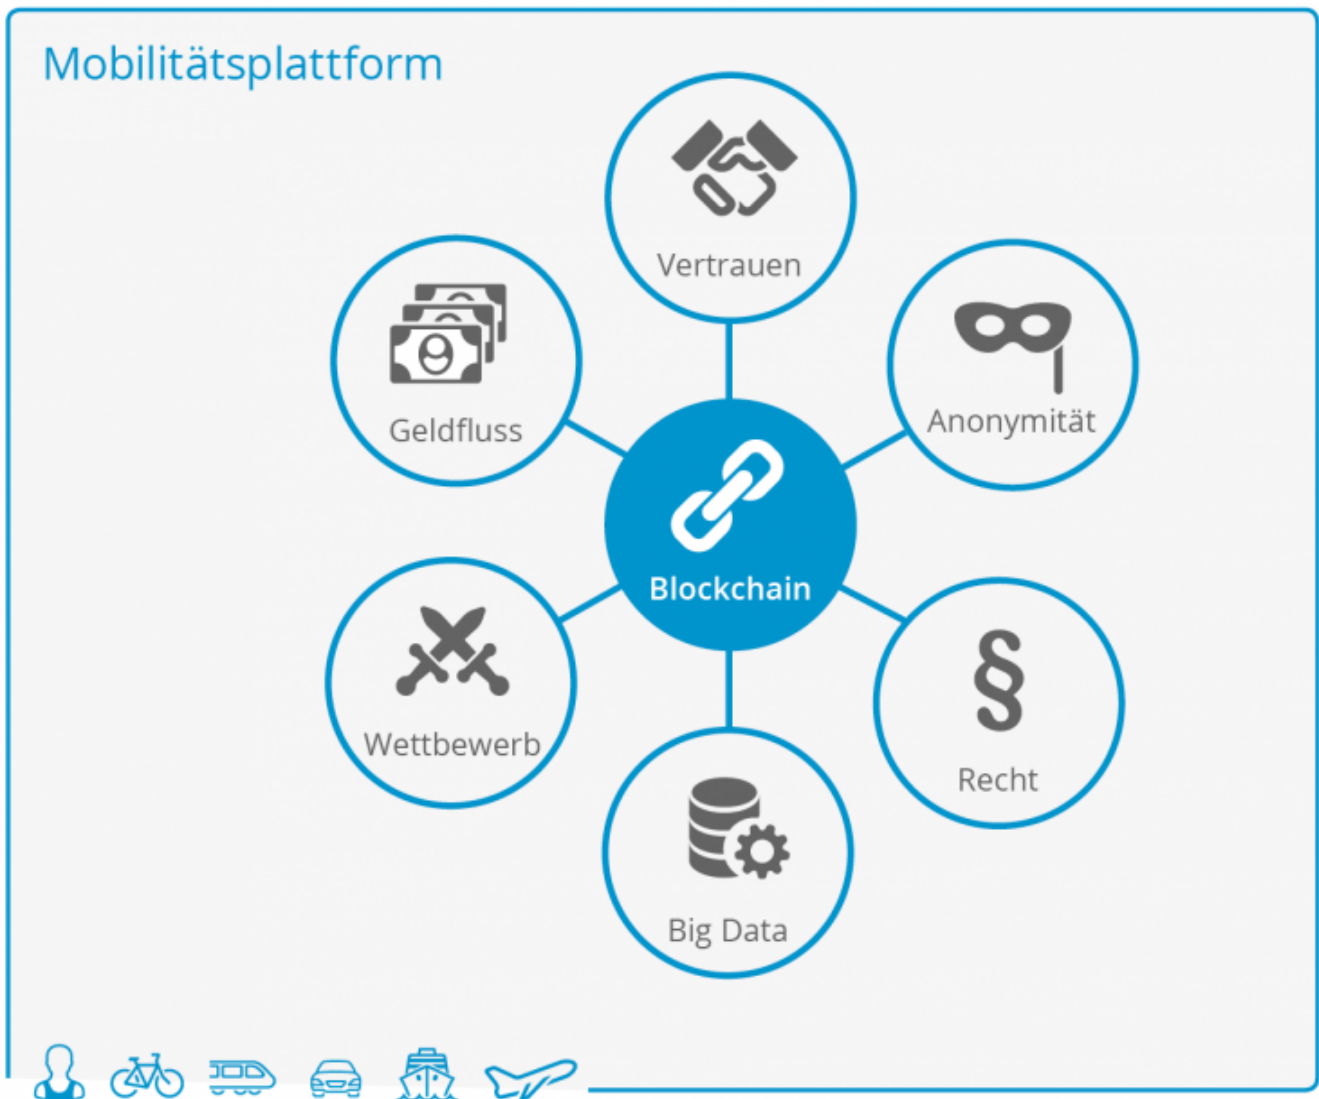 Mobilitätsplattform
Vertrauen
Geldfluss
Anonymität
Blockchain
Wettbewerb
§
Recht
Big Data